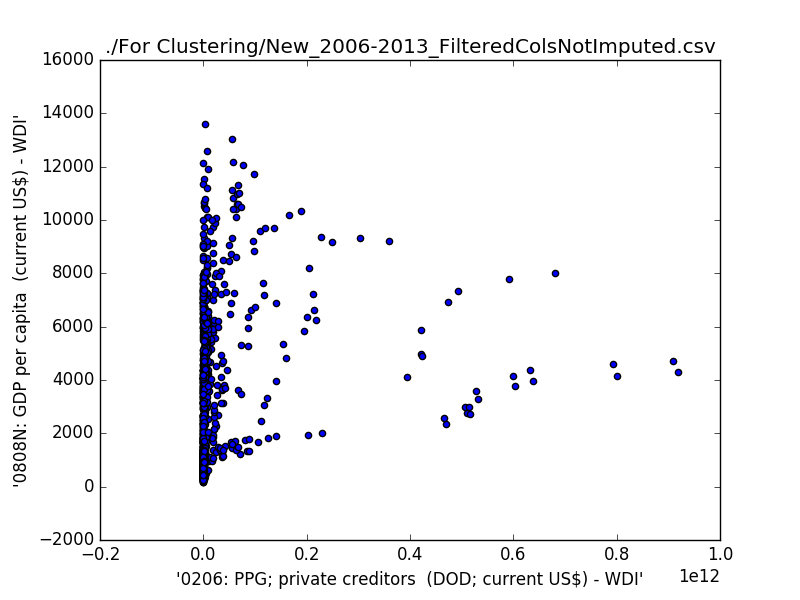 ./For Clustering/New_2006-2013_FilteredColsNotImputed.csv
16000
14000
12000
10000
8000
6000
4000
2000
0
−2000
'0808N: GDP per capita  (current US$) - WDI'
−0.2 0.0 0.2 0.4 0.6 0.8 1.0
1e12
'0206: PPG; private creditors  (DOD; current US$) - WDI'